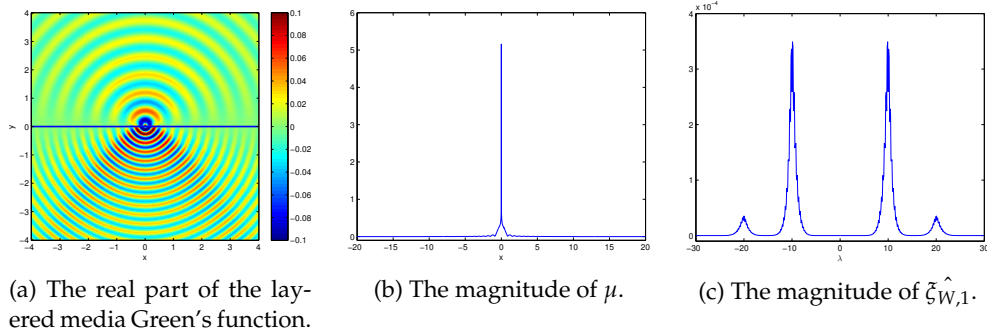 4
3
2
1
0
−1
−2
−3
−4
y
−4 −3 −2 −1 0 1 2 3 4
x
0.1
0.08
0.06
0.04
0.02
0
−0.02
−0.04
−0.06
−0.08
−0.1
6
5
4
3
2
1
0
−20 −15 −10 −5 0 5 10 15 20
x
x 10⁻⁴
4
3
2
1
0
−30 −20 −10 0 10 20 30
λ
(a) The real part of the lay-
ered media Green's function.
(b) The magnitude of μ.
(c) The magnitude of ξ̂_{W,1}.